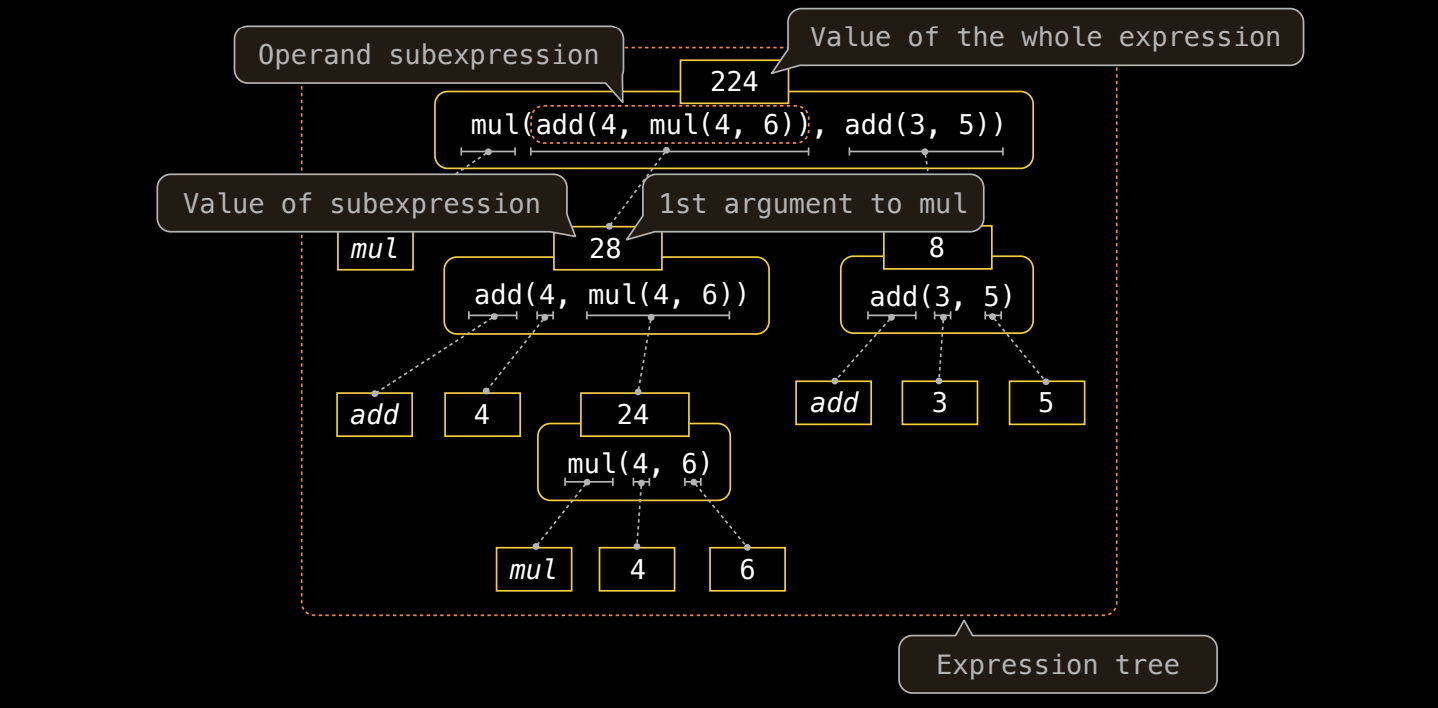 Value of the whole expression
Operand subexpression
224
mul(add(4, mul(4, 6)), add(3, 5))
Value of subexpression
1st argument to mul
mul
28
8
add(4, mul(4, 6))
add(3, 5)
add
4
24
add
3
5
mul(4, 6)
mul
4
6
Expression tree